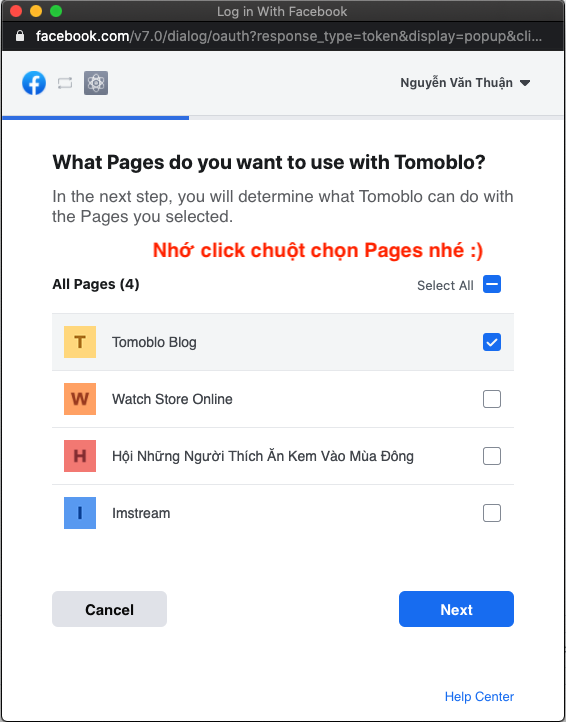 Log in With Facebook
facebook.com/v7.0/dialog/oauth?response_type=token&display=popup&cli...
Nguyễn Văn Thuận
What Pages do you want to use with Tomoblo?
In the next step, you will determine what Tomoblo can do with
the Pages you selected.
Nhớ click chuột chọn Pages nhé :)
All Pages (4)
Select All
T
Tomoblo Blog
W
Watch Store Online
H
Hội Những Người Thích Ăn Kem Vào Mùa Đông
I
Imstream
Cancel
Next
Help Center